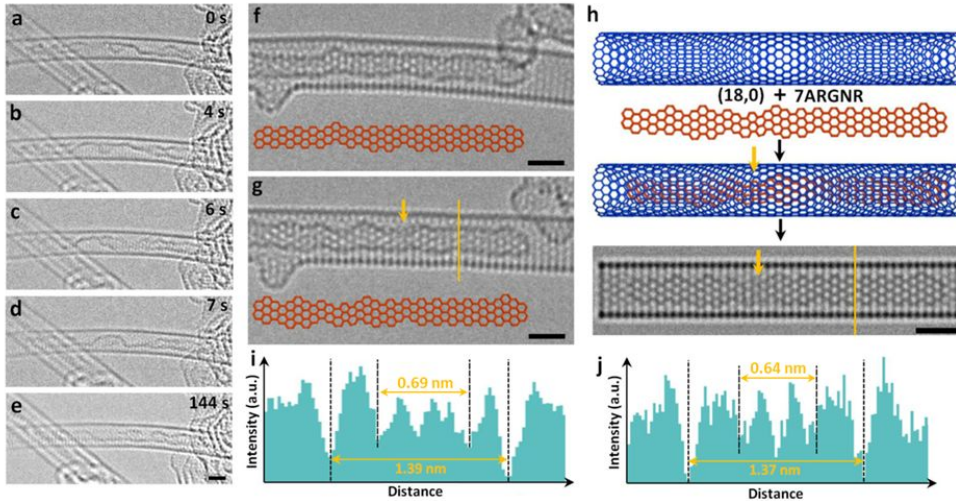 a
0 s
b
4 s
c
6 s
d
7 s
e
144 s
f
g
h
(18,0) + 7ARGNR
i
Intensity (a.u.)
0.69 nm
1.39 nm
Distance
j
Intensity (a.u.)
0.64 nm
1.37 nm
Distance